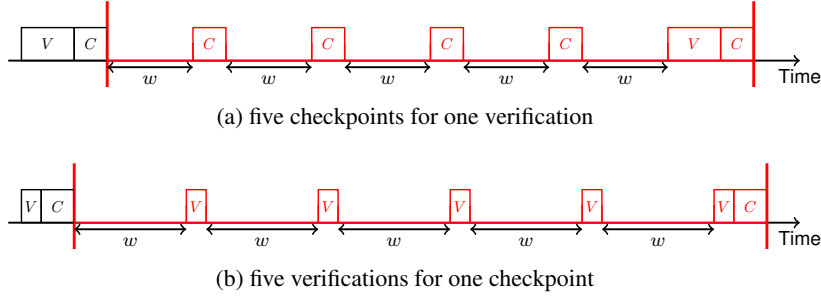 V C C C C C V C
w w w w w
Time
(a) five checkpoints for one verification
V C V V V V V C
w w w w w
Time
(b) five verifications for one checkpoint